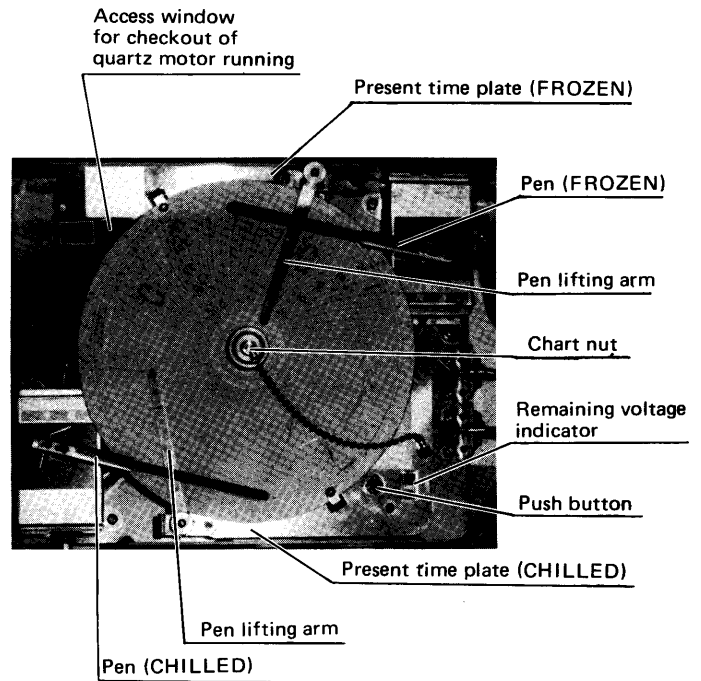 Access window
for checkout of
quartz motor running
Present time plate (FROZEN)
Pen (FROZEN)
Pen lifting arm
Chart nut
Remaining voltage
indicator
Push button
Present time plate (CHILLED)
Pen lifting arm
Pen (CHILLED)